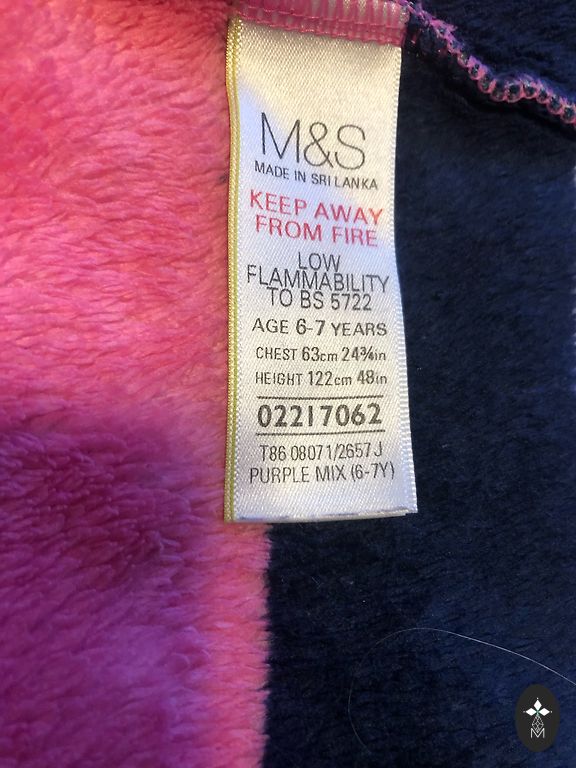 M&S
MADE IN SRI LANKA
KEEP AWAY
FROM FIRE
LOW
FLAMMABILITY
TO BS 5722
AGE 6-7 YEARS
CHEST 63cm 24¾in
HEIGHT 122cm 48in
02217062
T86 08071/2657 J
PURPLE MIX (6-7Y)
M